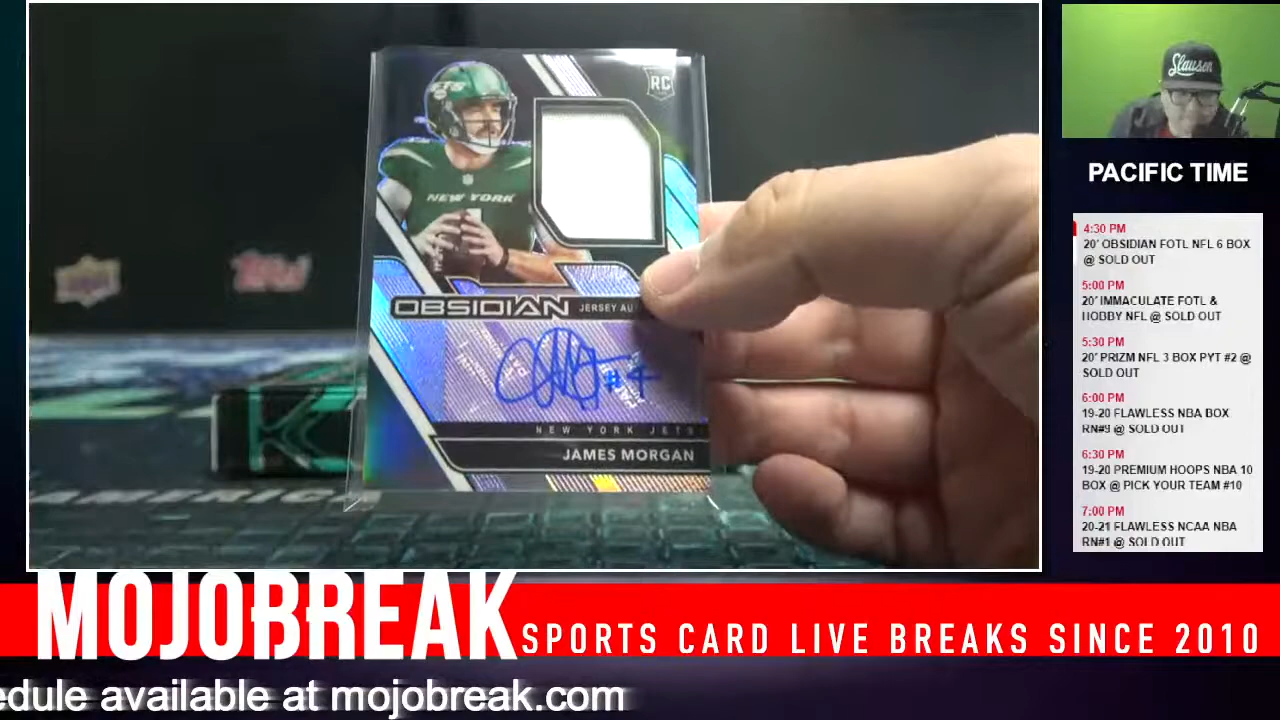 Slauson
PACIFIC TIME
4:30 PM
20' OBSIDIAN FOTL NFL 6 BOX
@ SOLD OUT
5:00 PM
20' IMMACULATE FOTL &
HOBBY NFL @ SOLD OUT
5:30 PM
20' PRIZM NFL 3 BOX PYT #2 @
SOLD OUT
6:00 PM
19-20 FLAWLESS NBA BOX
RN#9 @ SOLD OUT
6:30 PM
19-20 PREMIUM HOOPS NBA 10
BOX @ PICK YOUR TEAM #10
7:00 PM
20-21 FLAWLESS NCAA NBA
RN#1 @ SOLD OUT
RC
JETS
NEW YORK
OBSIDIAN JERSEY AU
#4
NEW YORK JETS
JAMES MORGAN
topps
AMERICA
MOJOBREAK SPORTS CARD LIVE BREAKS SINCE 2010
edule available at mojobreak.com